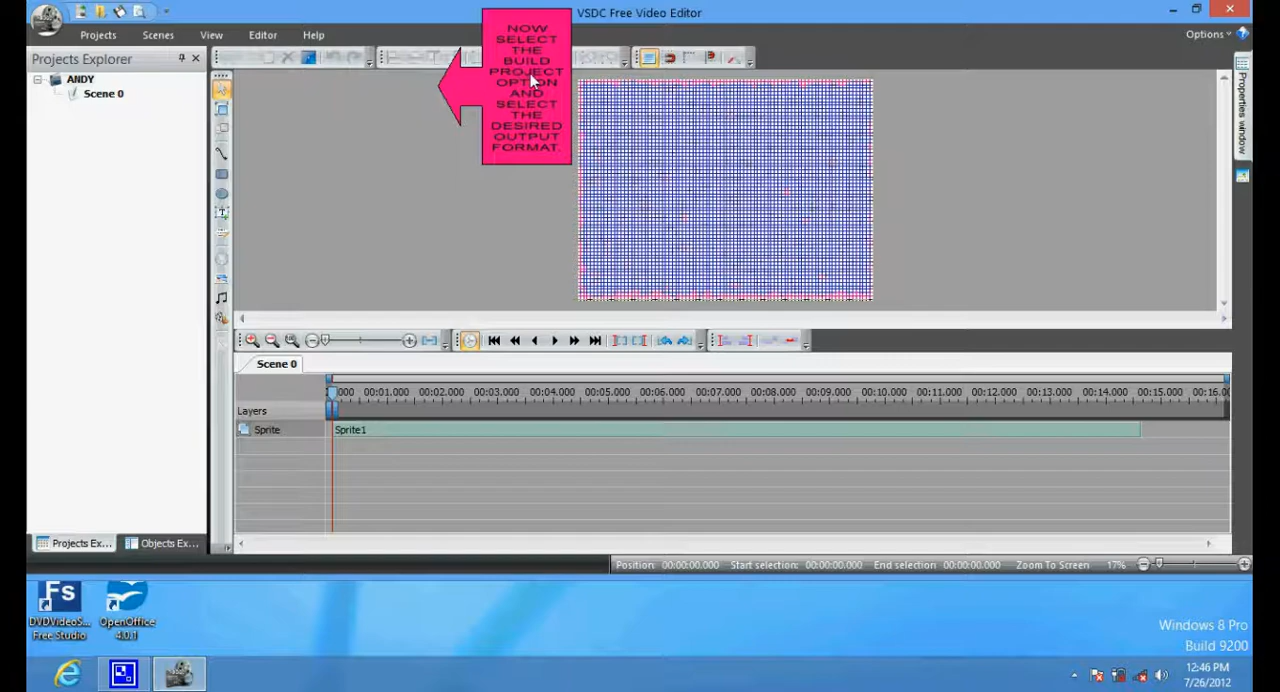 VSDC Free Video Editor
Projects
Scenes
View
Editor
Help
Options
NOW
SELECT
THE
BUILD
PROJECT
OPTION
AND
SELECT
THE
DESIRED
OUTPUT
FORMAT.
Projects Explorer
ANDY
Scene 0
Properties window
Projects Ex...
Objects Ex...
Scene 0
000 00:01.000 00:02.000 00:03.000 00:04.000 00:05.000 00:06.000 00:07.000 00:08.000 00:09.000 00:10.000 00:11.000 00:12.000 00:13.000 00:14.000 00:15.000 00:16.0
Layers
Sprite
Sprite1
Position: 00:00:00.000 Start selection: 00:00:00.000 End selection: 00:00:00.000 Zoom To Screen 17%
Fs
DVDVideoS...
Free Studio
OpenOffice
4.0.1
Windows 8 Pro
Build 9200
12:46 PM
7/26/2012